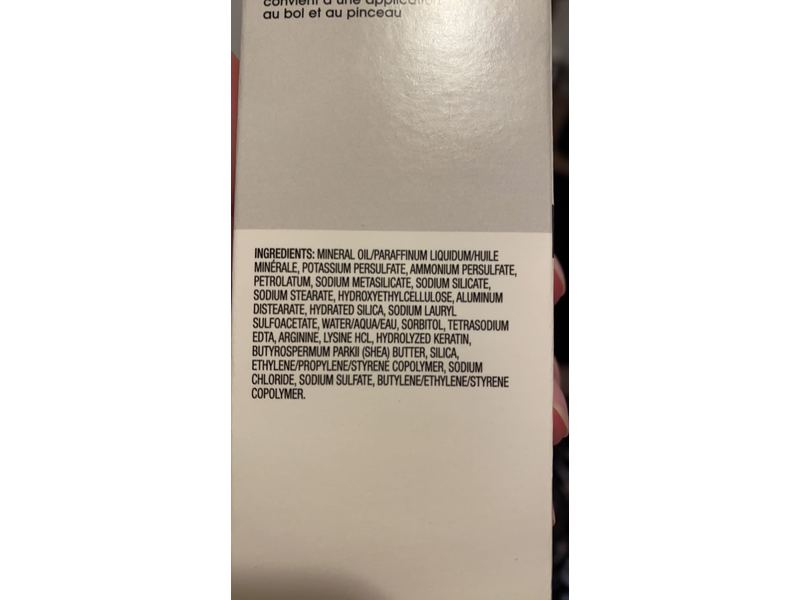 convient à une application
au bol et au pinceau
INGREDIENTS: MINERAL OIL/PARAFFINUM LIQUIDUM/HUILE
MINÉRALE, POTASSIUM PERSULFATE, AMMONIUM PERSULFATE,
PETROLATUM, SODIUM METASILICATE, SODIUM SILICATE,
SODIUM STEARATE, HYDROXYETHYLCELLULOSE, ALUMINUM
DISTEARATE, HYDRATED SILICA, SODIUM LAURYL
SULFOACETATE, WATER/AQUA/EAU, SORBITOL, TETRASODIUM
EDTA, ARGININE, LYSINE HCL, HYDROLYZED KERATIN,
BUTYROSPERMUM PARKII (SHEA) BUTTER, SILICA,
ETHYLENE/PROPYLENE/STYRENE COPOLYMER, SODIUM
CHLORIDE, SODIUM SULFATE, BUTYLENE/ETHYLENE/STYRENE
COPOLYMER.